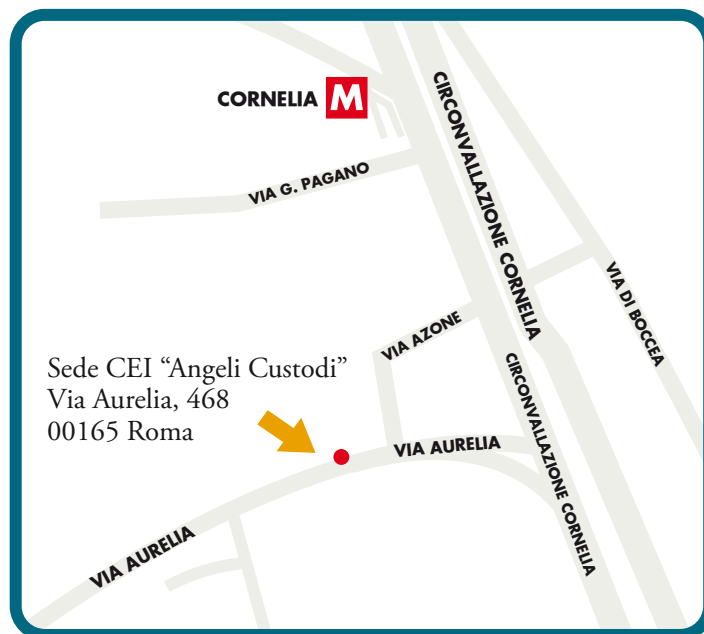 CORNELIA M
CIRCONVALLAZIONE CORNELIA
VIA G. PAGANO
VIA DI BOCCEA
VIA AZONE
Sede CEI “Angeli Custodi”
Via Aurelia, 468
00165 Roma
CIRCONVALLAZIONE CORNELIA
VIA AURELIA
VIA AURELIA